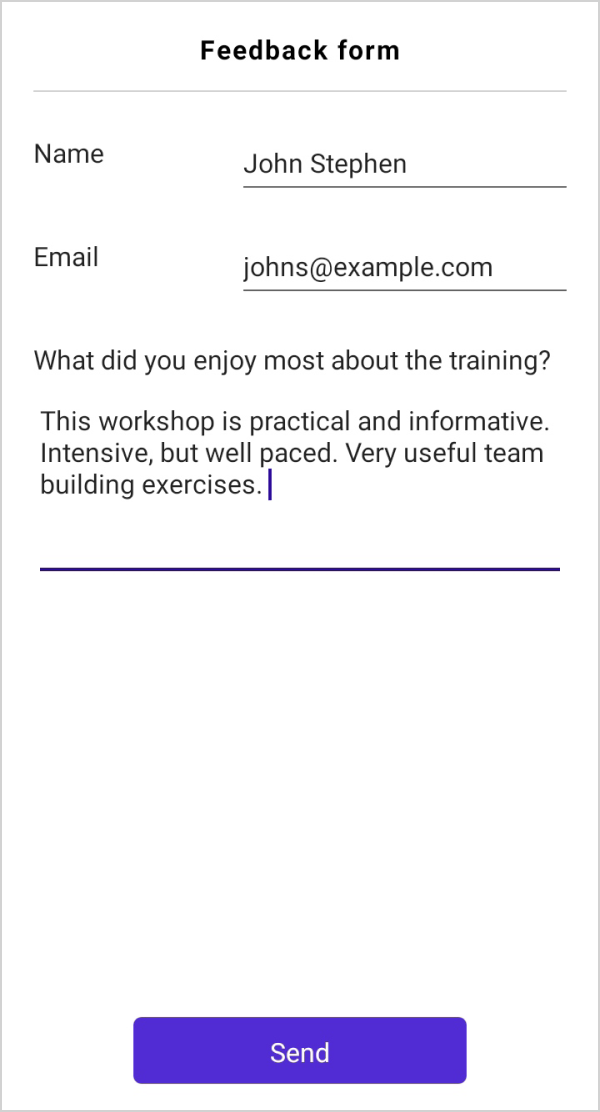 Feedback form
Name
John Stephen
Email
johns@example.com
What did you enjoy most about the training?
This workshop is practical and informative.
Intensive, but well paced. Very useful team
building exercises.
Send